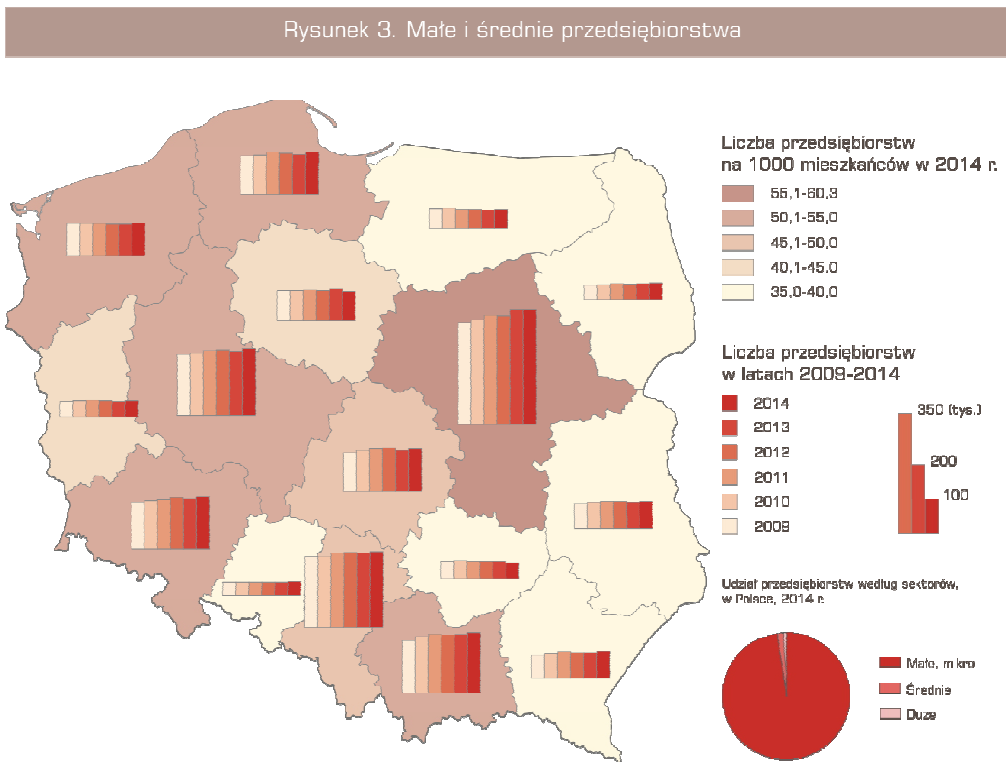 Rysunek 3. Małe i średnie przedsiębiorstwa
Liczba przedsiębiorstw
na 1000 mieszkańców w 2014 r.
55,1-60,3
50,1-55,0
45,1-50,0
40,1-45,0
35,0-40,0
Liczba przedsiębiorstw
w latach 2009-2014
2014
2013
2012
2011
2010
2009
350 (tys.)
200
100
Udział przedsiębiorstw według sektorów,
w Polsce, 2014 r.
Małe, mikro
Średnie
Duże